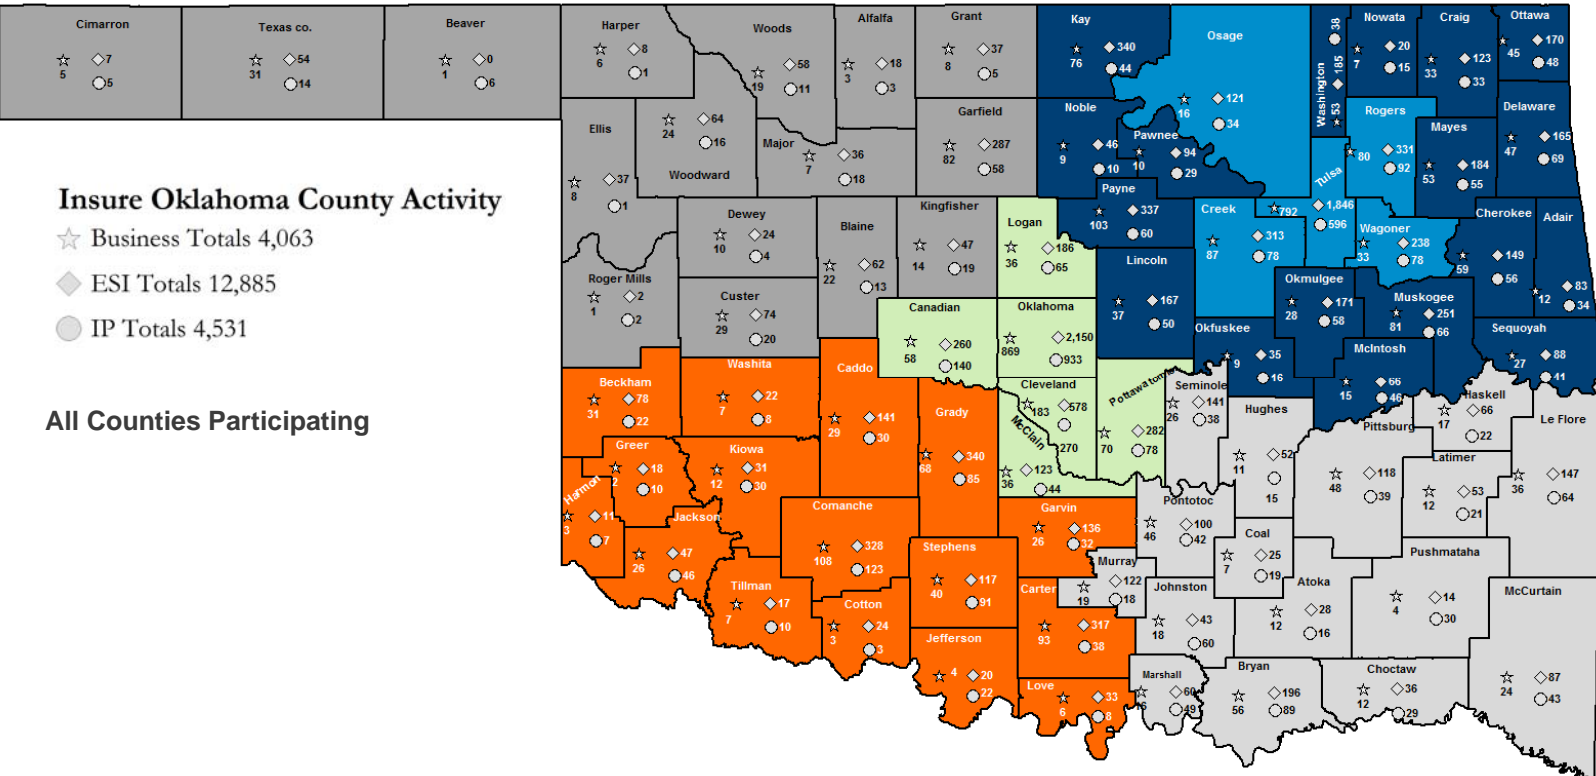 Cimarron
7
5
5
Texas co.
54
31
14
Beaver
0
1
6
Harper
8
6
1
Woods
58
19
11
Alfalfa
18
3
3
Grant
37
8
5
Kay
340
76
44
Osage
121
16
34
Washington
53
185
38
Nowata
20
7
15
Craig
123
33
33
Ottawa
170
45
48
Ellis
37
8
1
64
24
16
Woodward
Major
36
7
18
Garfield
287
82
58
Noble
46
9
10
Pawnee
94
10
29
Rogers
331
80
92
Mayes
184
53
55
Delaware
165
47
69
Insure Oklahoma County Activity
Business Totals 4,063
ESI Totals 12,885
IP Totals 4,531
All Counties Participating
Dewey
24
10
4
Blaine
62
22
13
Kingfisher
47
14
19
Logan
186
36
65
Payne
337
103
60
Creek
313
87
78
Tulsa
792
1,846
596
Wagoner
238
33
78
Cherokee
149
59
56
Adair
83
12
34
Roger Mills
2
1
2
Custer
74
29
20
Canadian
260
58
140
Oklahoma
2,150
869
933
Lincoln
167
37
50
Okmulgee
171
28
58
Muskogee
251
81
66
Sequoyah
88
27
41
Okfuskee
35
9
16
McIntosh
66
15
46
Beckham
78
31
22
Washita
22
7
8
Caddo
141
29
30
Grady
340
68
85
Cleveland
183
578
270
McClain
123
36
44
Pottawatomie
282
70
78
Seminole
141
26
38
Hughes
52
11
15
Pittsburg
118
48
39
Haskell
66
17
22
Latimer
53
12
21
Le Flore
147
36
64
Greer
18
2
10
Kiowa
31
12
30
Harmon
11
3
7
Jackson
47
26
46
Comanche
328
108
123
Tillman
17
7
10
Cotton
24
3
3
Stephens
117
40
91
Garvin
136
26
32
Murray
122
19
18
Carter
317
93
38
Jefferson
4
20
22
Love
33
6
8
Pontotoc
100
46
42
Coal
25
7
19
Johnston
43
18
60
Atoka
28
12
16
Pushmataha
14
4
30
McCurtain
87
24
43
Marshall
60
16
49
Bryan
196
56
89
Choctaw
36
12
29